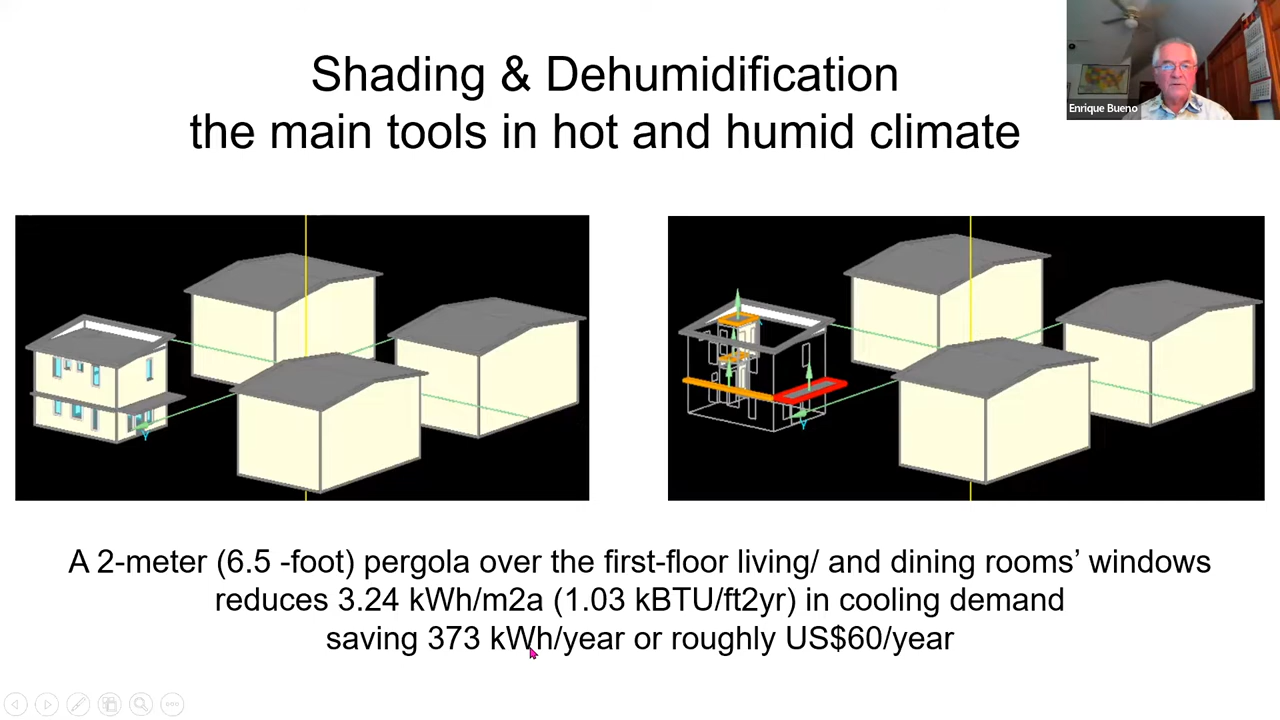 Shading & Dehumidification
the main tools in hot and humid climate
Enrique Bueno
A 2-meter (6.5 -foot) pergola over the first-floor living/ and dining rooms’ windows
reduces 3.24 kWh/m2a (1.03 kBTU/ft2yr) in cooling demand
saving 373 kWh/year or roughly US$60/year